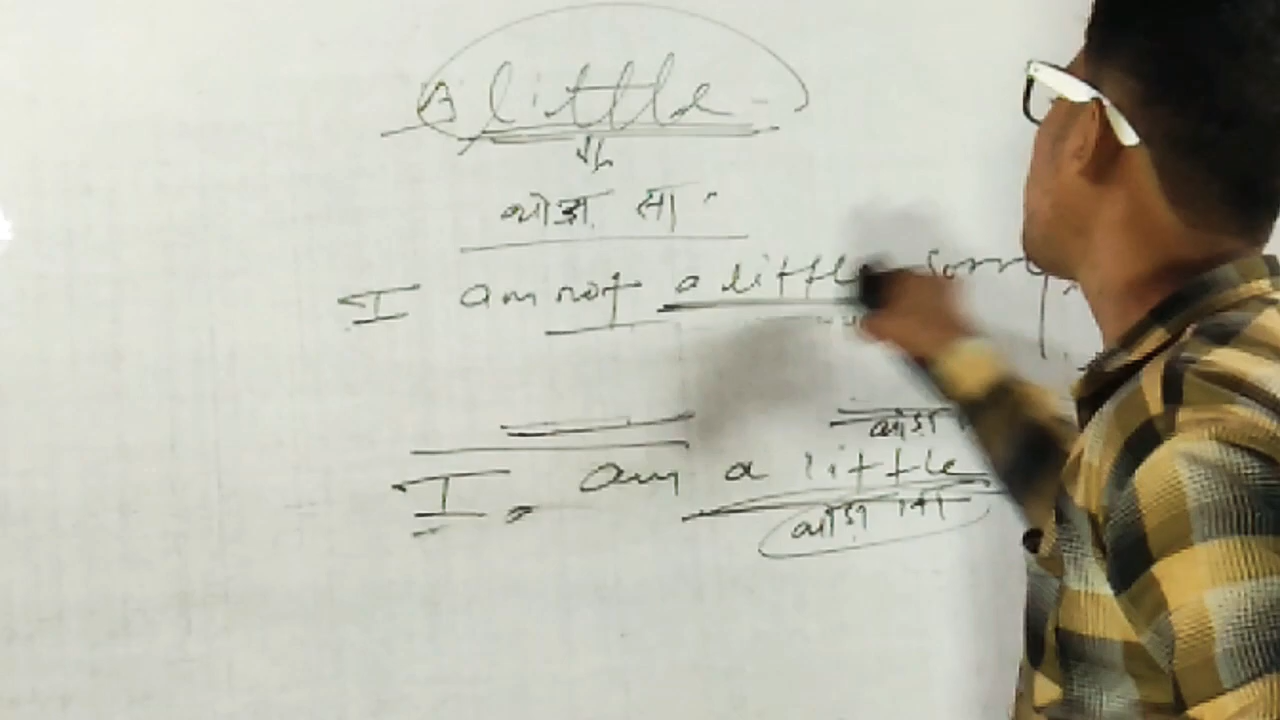 A little -
थोडा सा
I am not a little sorry
थोडा
I am a little
थोडा सा